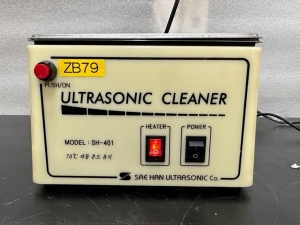 ZB79
PUSH/ON
ULTRASONIC CLEANER
MODEL : SH-401
HEATER
POWER
70℃ 자동 온도 유지
SAE HAN ULTRASONIC Co.